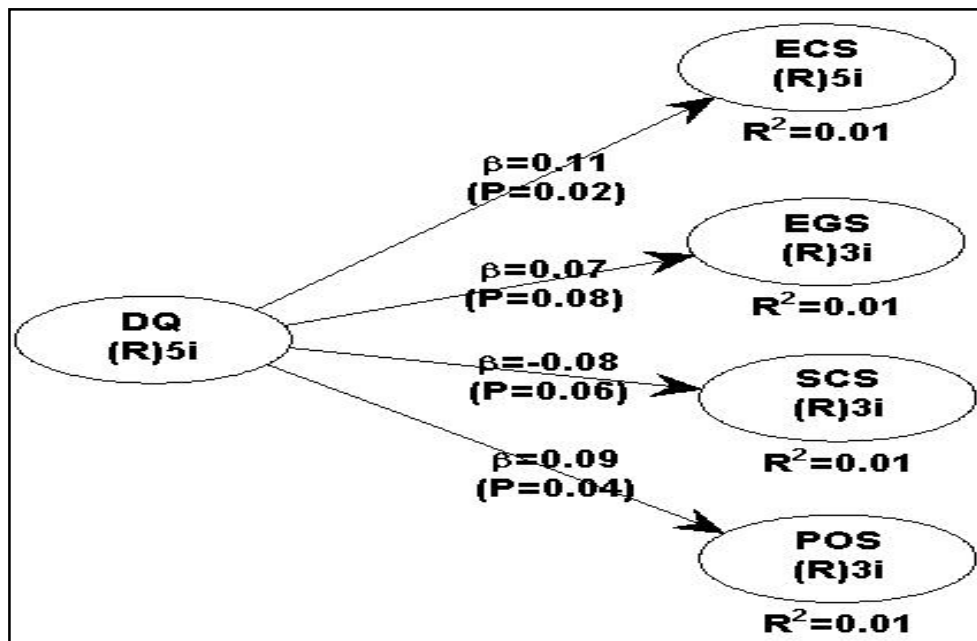 ECS
(R)5i
R²=0.01
β=0.11
(P=0.02)
EGS
(R)3i
R²=0.01
β=0.07
(P=0.08)
DQ
(R)5i
β=-0.08
(P=0.06)
SCS
(R)3i
R²=0.01
β=0.09
(P=0.04)
POS
(R)3i
R²=0.01